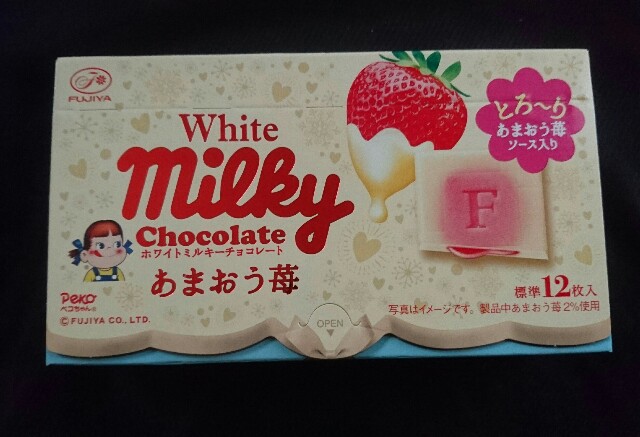 FUJIYA
White
milky
Chocolate
ホワイトミルキーチョコレート
あまおう苺
とろ〜り
あまおう苺
ソース入り
F
Peko
ペコちゃん®
©FUJIYA CO., LTD.
標準12枚入
写真はイメージです。製品中あまおう苺2%使用
OPEN